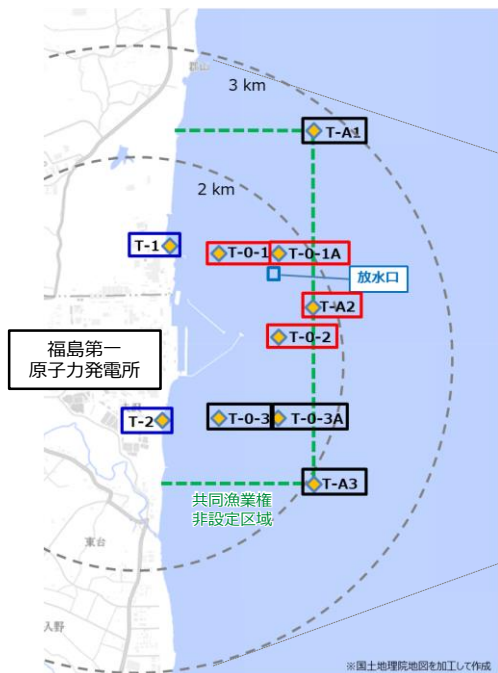 郡山
3 km
T-A1
2 km
T-1
T-0-1
T-0-1A
放水口
T-A2
T-0-2
福島第一
原子力発電所
T-2
T-0-3
T-0-3A
T-A3
共同漁業権
非設定区域
東台
入野
※国土地理院地図を加工して作成